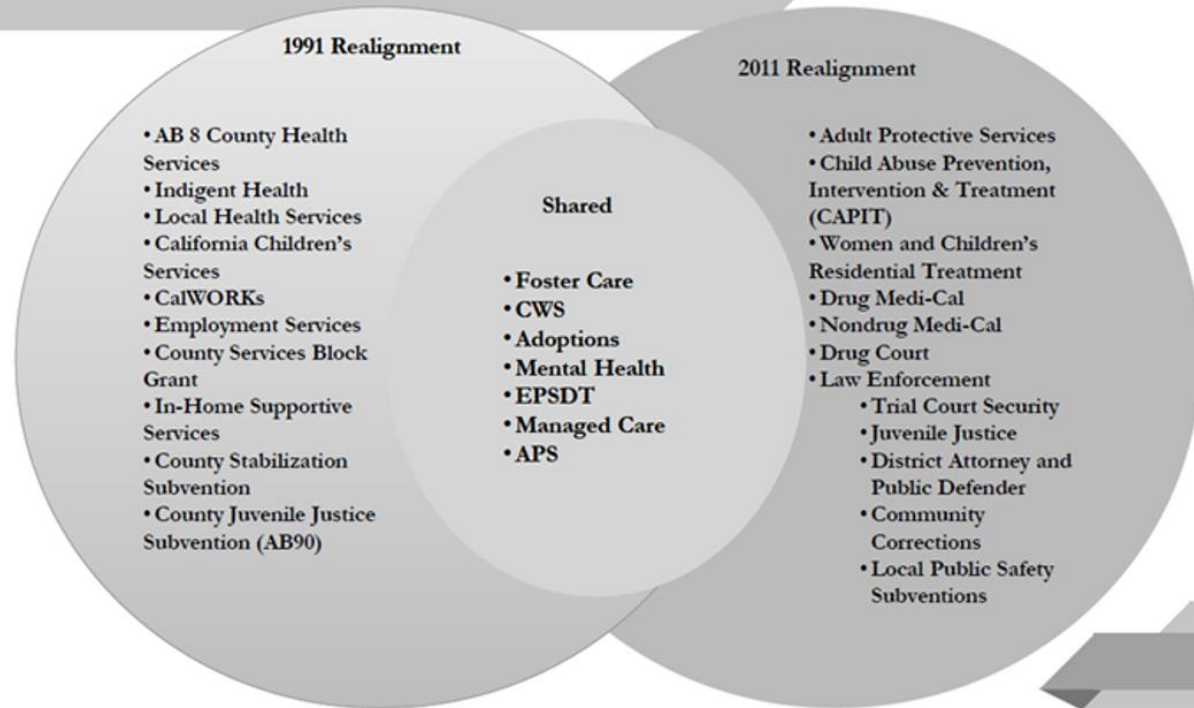 1991 Realignment
• AB 8 County Health
Services
• Indigent Health
• Local Health Services
• California Children's
Services
• CalWORKs
• Employment Services
• County Services Block
Grant
• In-Home Supportive
Services
• County Stabilization
Subvention
• County Juvenile Justice
Subvention (AB90)
Shared
• Foster Care
• CWS
• Adoptions
• Mental Health
• EPSDT
• Managed Care
• APS
2011 Realignment
• Adult Protective Services
• Child Abuse Prevention,
Intervention & Treatment
(CAPIT)
• Women and Children's
Residential Treatment
• Drug Medi-Cal
• Nondrug Medi-Cal
• Drug Court
• Law Enforcement
• Trial Court Security
• Juvenile Justice
• District Attorney and
Public Defender
• Community
Corrections
• Local Public Safety
Subventions